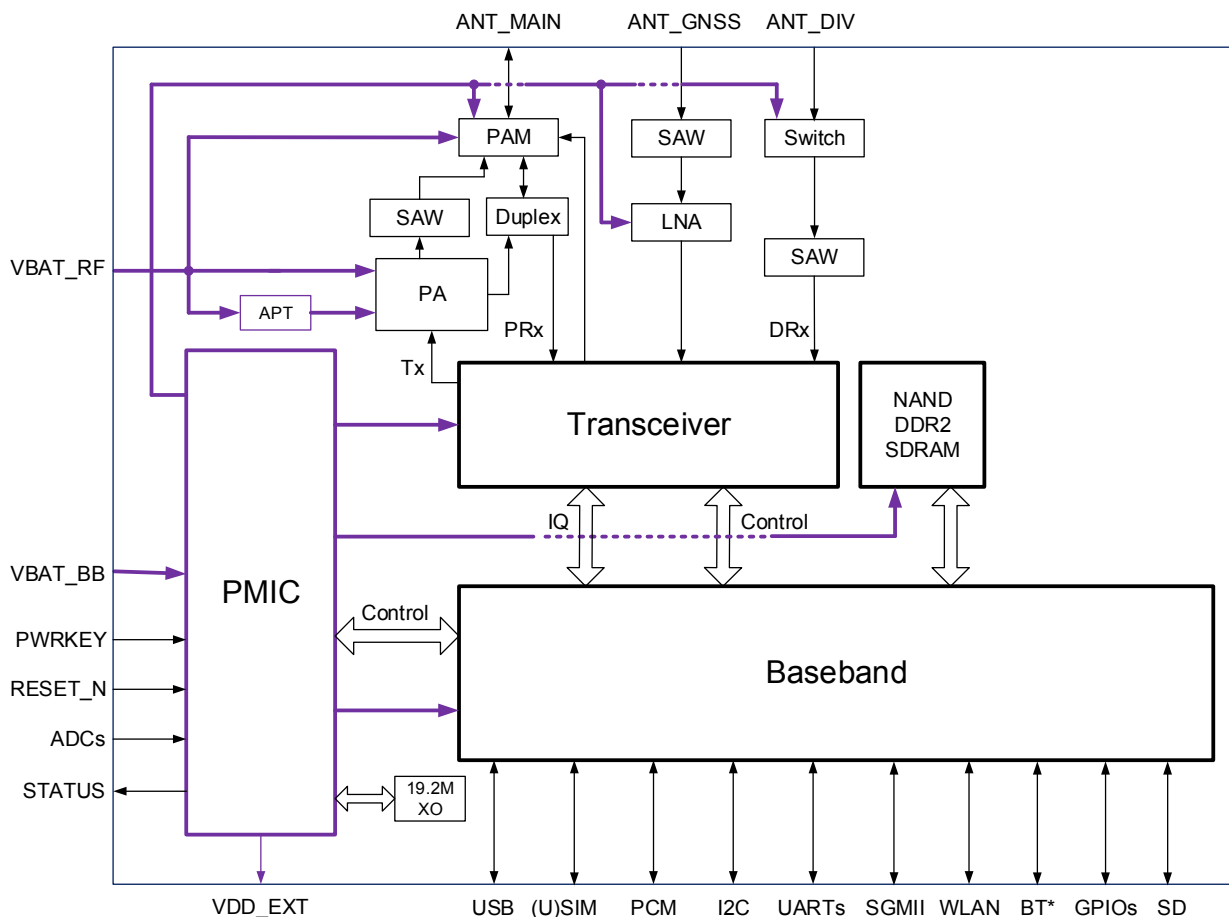 ANT_MAIN ANT_GNSS ANT_DIV
PAM
SAW
Switch
SAW
Duplex
LNA
SAW
VBAT_RF
PA
APT
PRx
DRx
Tx
Transceiver
NAND
DDR2
SDRAM
IQ
Control
VBAT_BB
PMIC
Control
PWRKEY
Baseband
RESET_N
ADCs
STATUS
19.2M
XO
VDD_EXT USB (U)SIM PCM I2C UARTs SGMII WLAN BT* GPIOs SD